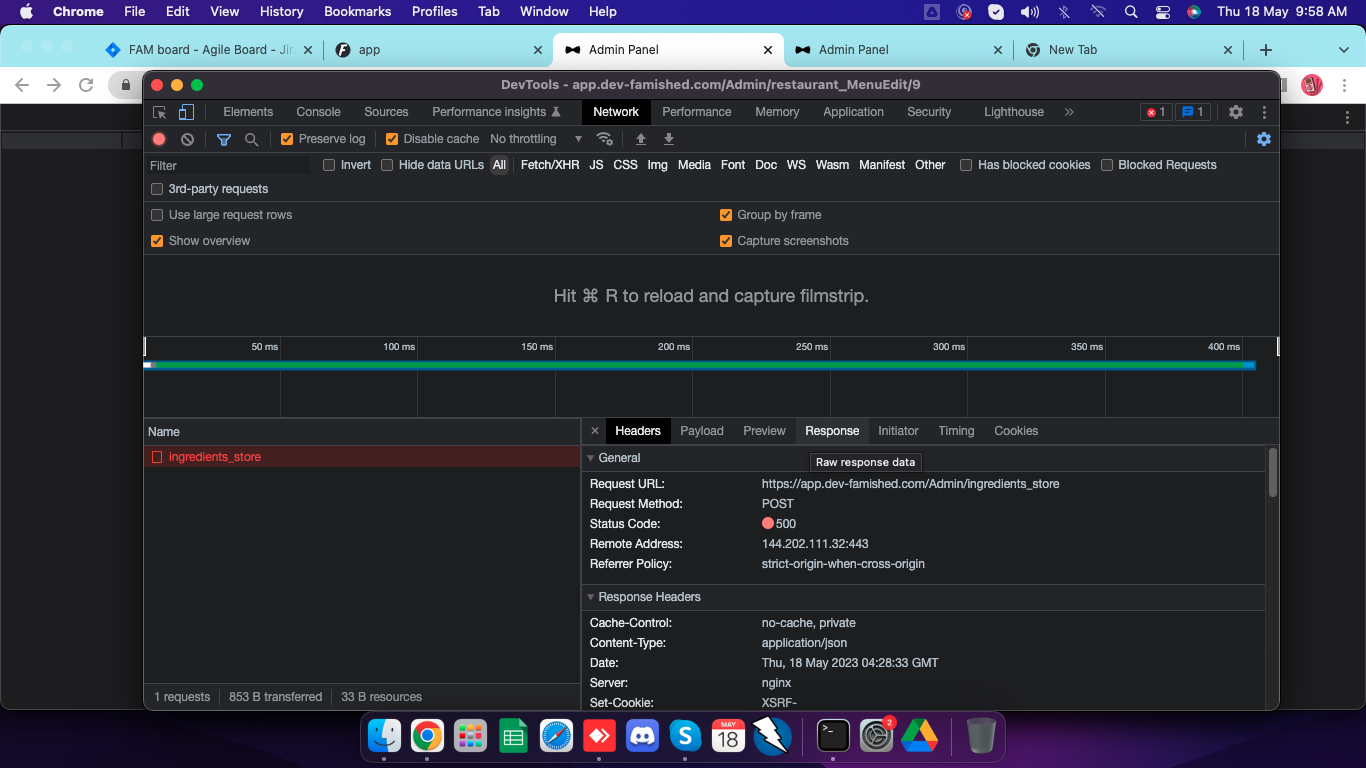 Chrome File Edit View History Bookmarks Profiles Tab Window Help Thu 18 May 9:58 AM
FAM board - Agile Board - Jir app Admin Panel Admin Panel New Tab
DevTools - app.dev-famished.com/Admin/restaurant_MenuEdit/9
Elements Console Sources Performance insights Network Performance Memory Application Security Lighthouse » 1 1
Preserve log Disable cache No throttling
Filter Invert Hide data URLs All Fetch/XHR JS CSS Img Media Font Doc WS Wasm Manifest Other Has blocked cookies Blocked Requests
3rd-party requests
Use large request rows Group by frame
Show overview Capture screenshots
Hit ⌘ R to reload and capture filmstrip.
50 ms 100 ms 150 ms 200 ms 250 ms 300 ms 350 ms 400 ms
Name
ingredients_store
Headers Payload Preview Response Initiator Timing Cookies
General
Raw response data
Request URL: https://app.dev-famished.com/Admin/ingredients_store
Request Method: POST
Status Code: 500
Remote Address: 144.202.111.32:443
Referrer Policy: strict-origin-when-cross-origin
Response Headers
Cache-Control: no-cache, private
Content-Type: application/json
Date: Thu, 18 May 2023 04:28:33 GMT
Server: nginx
Set-Cookie: XSRF-
1 requests 853 B transferred 33 B resources
MAY
18
2